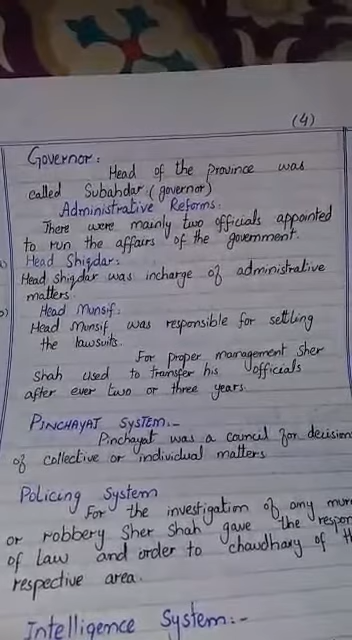 (4)
Governor:
Head of the Province was
called Subahdar.(governor)
Administrative Reforms:
There were mainly two officials appointed
to run the affairs of the government.
Head Shiqdar:
Head Shiqdar was incharge of administrative
matters.
Head Munsif:
Head Munsif was responsible for settling
the lawsuits.
For proper management Sher
Shah used to transfer his officials
after ever two or three years
PINCHAYAT SYSTEM:-
Pinchayat was a council for decision
of collective or individual matters
Policing System
For the investigation of any mur
or robbery Sher Shah gave the respon
of law and order to chaudhary of th
respective area.
Intelligence System:-